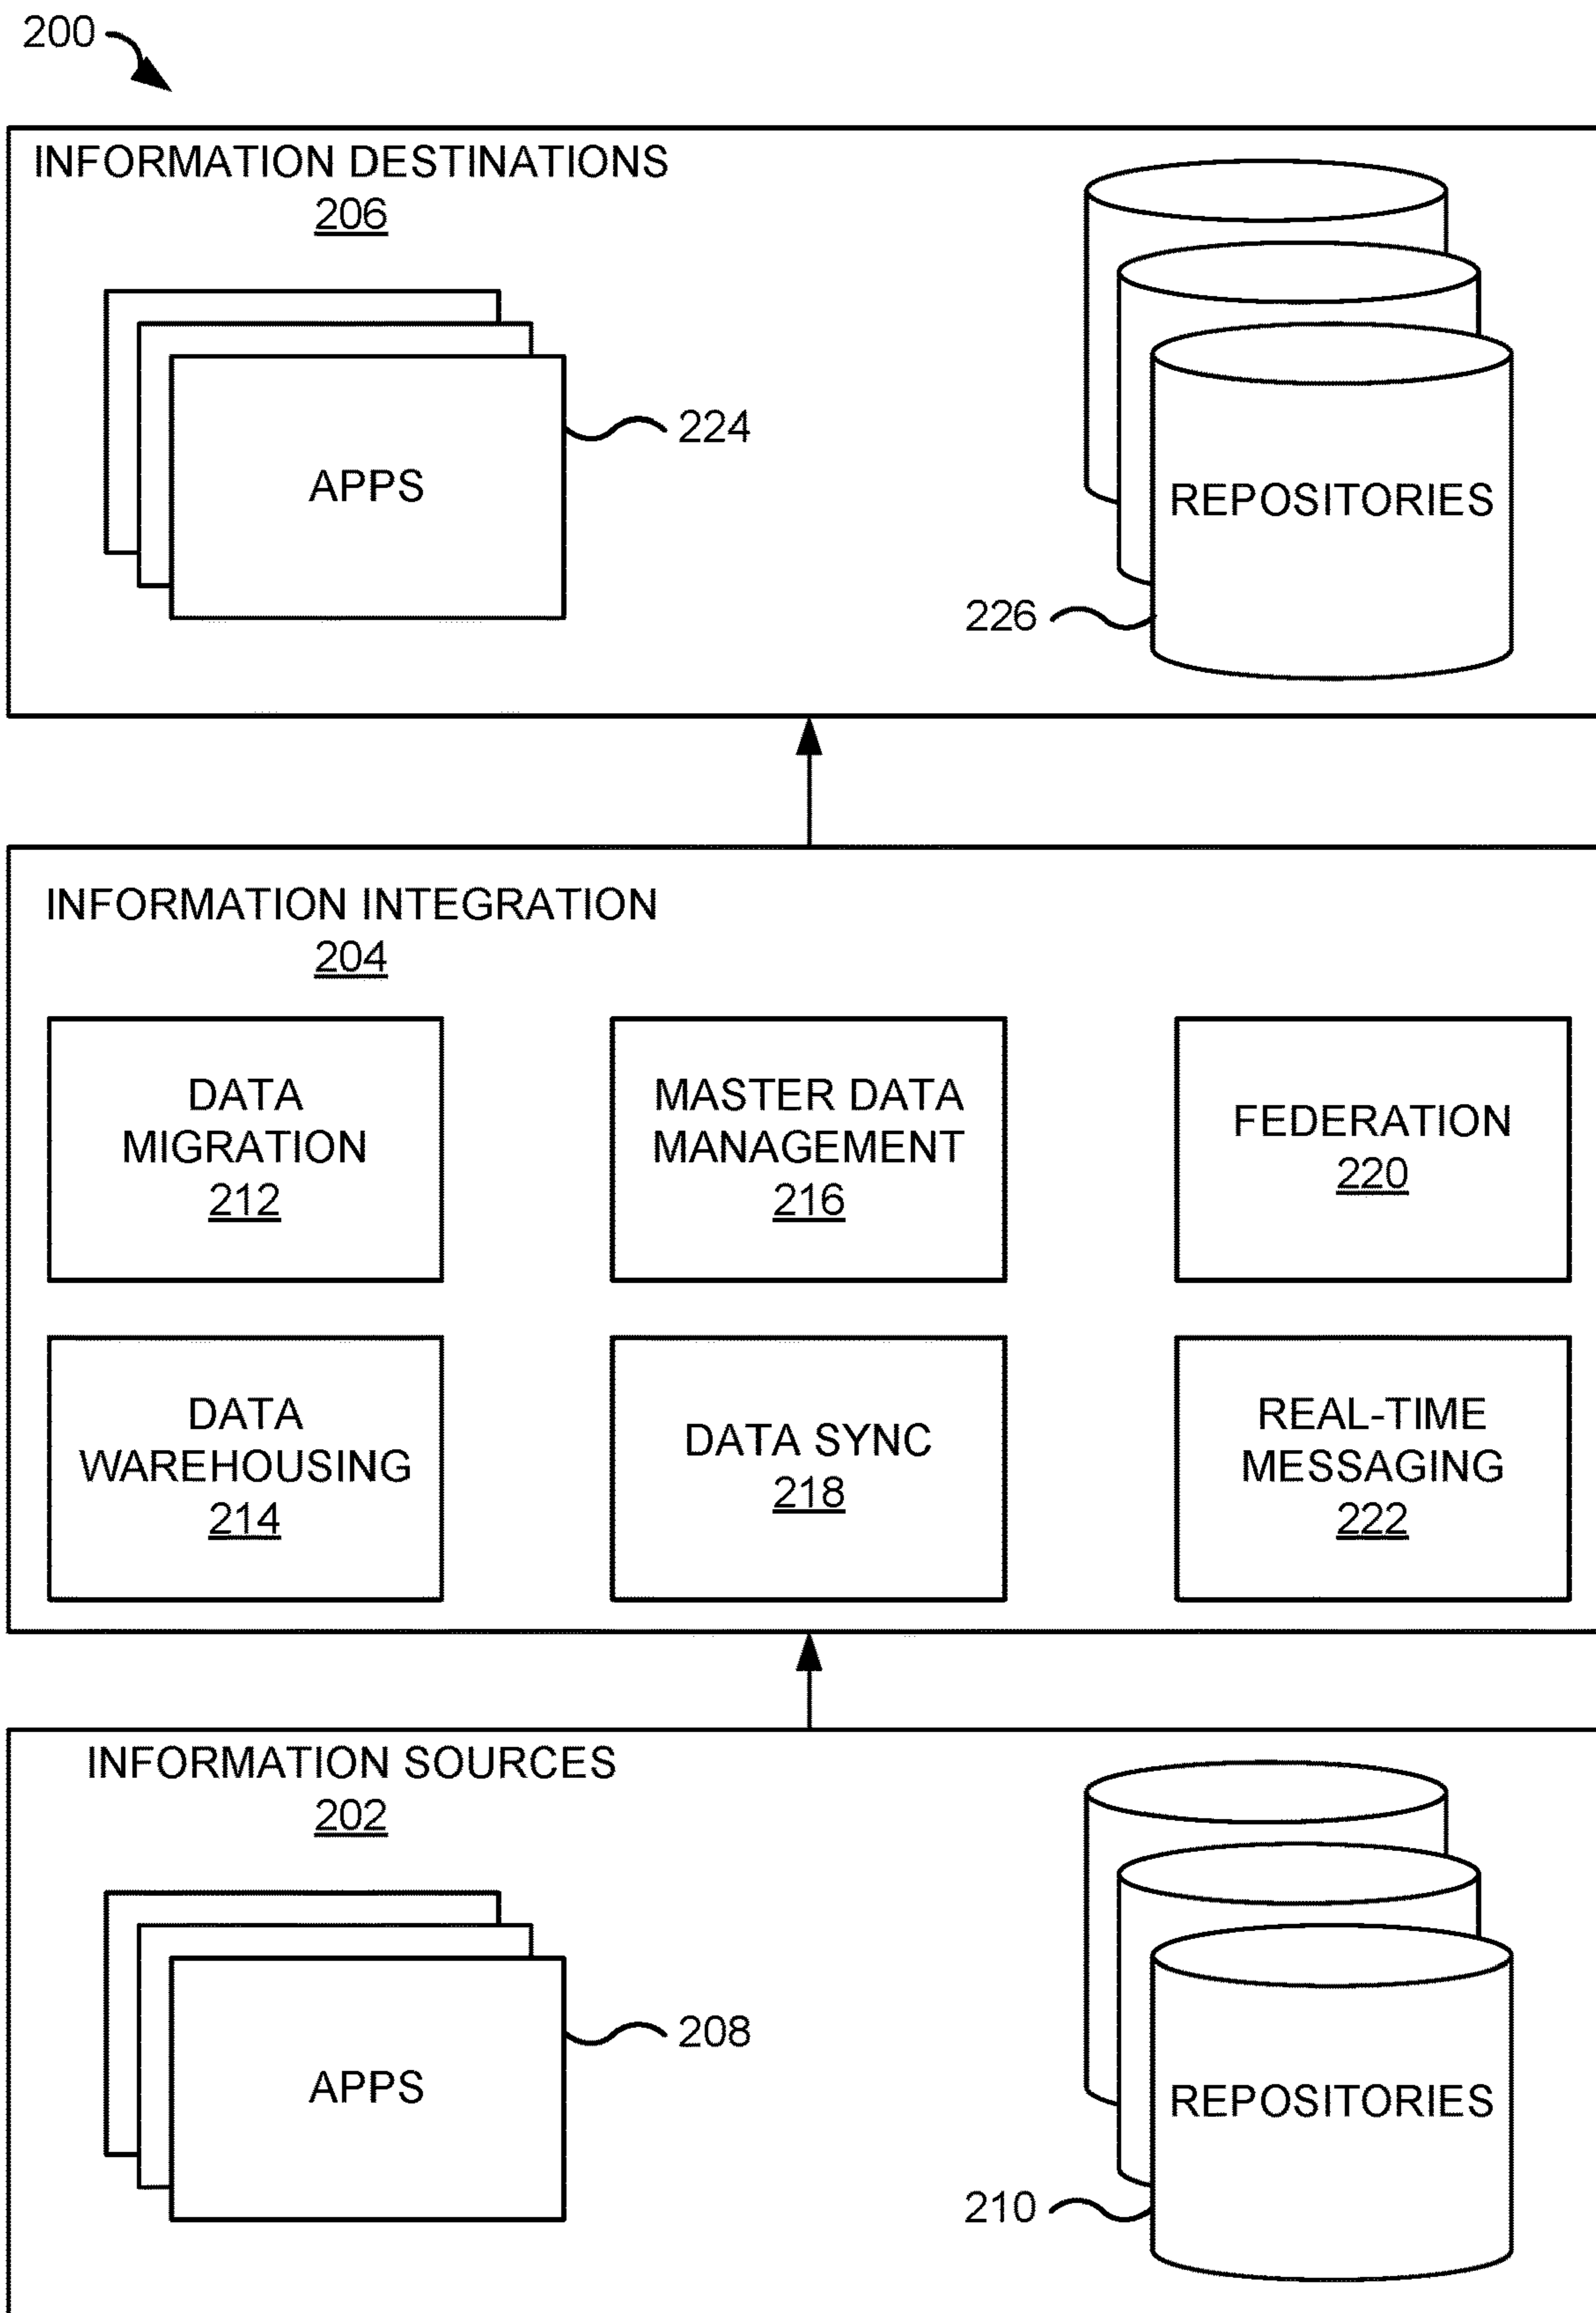 200
INFORMATION DESTINATIONS
206
APPS
224
REPOSITORIES
226
INFORMATION INTEGRATION
204
DATA
MIGRATION
212
MASTER DATA
MANAGEMENT
216
FEDERATION
220
DATA
WAREHOUSING
214
DATA SYNC
218
REAL-TIME
MESSAGING
222
INFORMATION SOURCES
202
APPS
208
REPOSITORIES
210